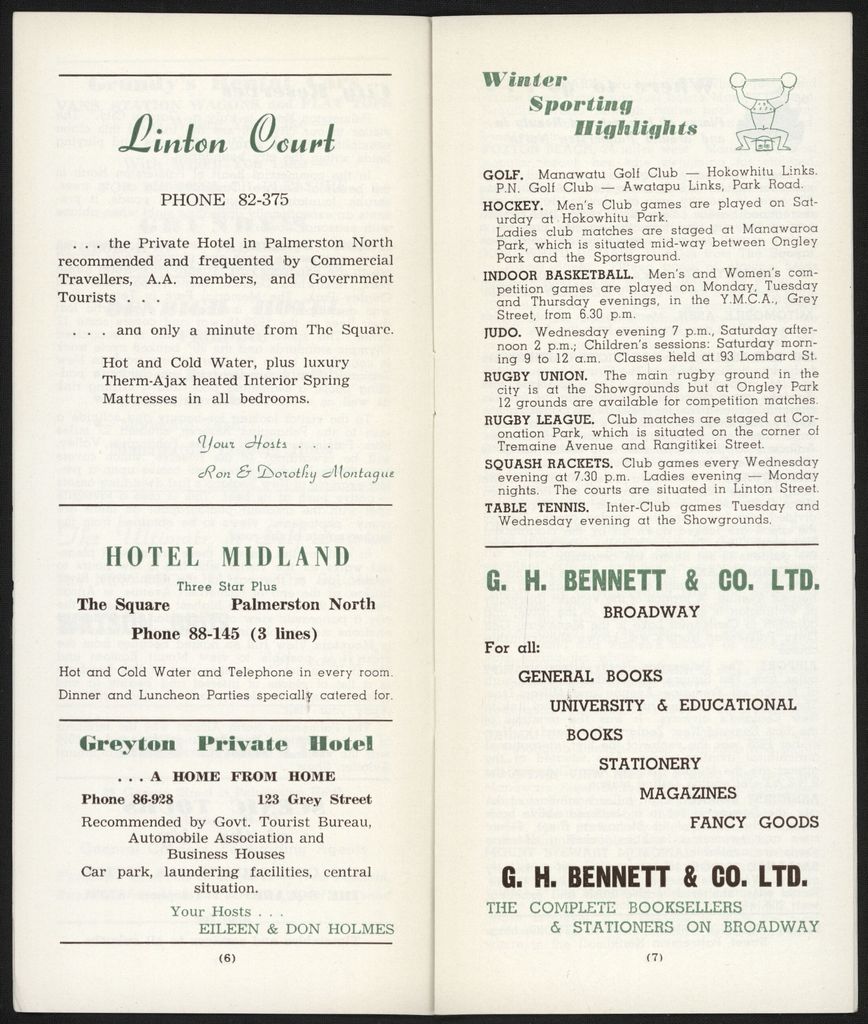 Linton Court
PHONE 82-375
. . . the Private Hotel in Palmerston North
recommended and frequented by Commercial
Travellers, A.A. members, and Government
Tourists . . .
. . . and only a minute from The Square.
Hot and Cold Water, plus luxury
Therm-Ajax heated Interior Spring
Mattresses in all bedrooms.
Your Hosts . . .
Ron & Dorothy Montague
HOTEL MIDLAND
Three Star Plus
The Square Palmerston North
Phone 88-145 (3 lines)
Hot and Cold Water and Telephone in every room.
Dinner and Luncheon Parties specially catered for.
Greyton Private Hotel
. . . A HOME FROM HOME
Phone 86-928 123 Grey Street
Recommended by Govt. Tourist Bureau,
Automobile Association and
Business Houses
Car park, laundering facilities, central
situation.
Your Hosts . . .
EILEEN & DON HOLMES
(6)
Winter
Sporting
Highlights
GOLF. Manawatu Golf Club — Hokowhitu Links.
P.N. Golf Club — Awatapu Links, Park Road.
HOCKEY. Men's Club games are played on Sat-
urday at Hokowhitu Park.
Ladies club matches are staged at Manawaroa
Park, which is situated mid-way between Ongley
Park and the Sportsground.
INDOOR BASKETBALL. Men's and Women's com-
petition games are played on Monday, Tuesday
and Thursday evenings, in the Y.M.C.A., Grey
Street, from 6.30 p.m.
JUDO. Wednesday evening 7 p.m., Saturday after-
noon 2 p.m.; Children's sessions: Saturday morn-
ing 9 to 12 a.m. Classes held at 93 Lombard St.
RUGBY UNION. The main rugby ground in the
city is at the Showgrounds but at Ongley Park
12 grounds are available for competition matches.
RUGBY LEAGUE. Club matches are staged at Cor-
onation Park, which is situated on the corner of
Tremaine Avenue and Rangitikei Street.
SQUASH RACKETS. Club games every Wednesday
evening at 7.30 p.m. Ladies evening — Monday
nights. The courts are situated in Linton Street.
TABLE TENNIS. Inter-Club games Tuesday and
Wednesday evening at the Showgrounds.
G. H. BENNETT & CO. LTD.
BROADWAY
For all:
GENERAL BOOKS
UNIVERSITY & EDUCATIONAL
BOOKS
STATIONERY
MAGAZINES
FANCY GOODS
G. H. BENNETT & CO. LTD.
THE COMPLETE BOOKSELLERS
& STATIONERS ON BROADWAY
(7)